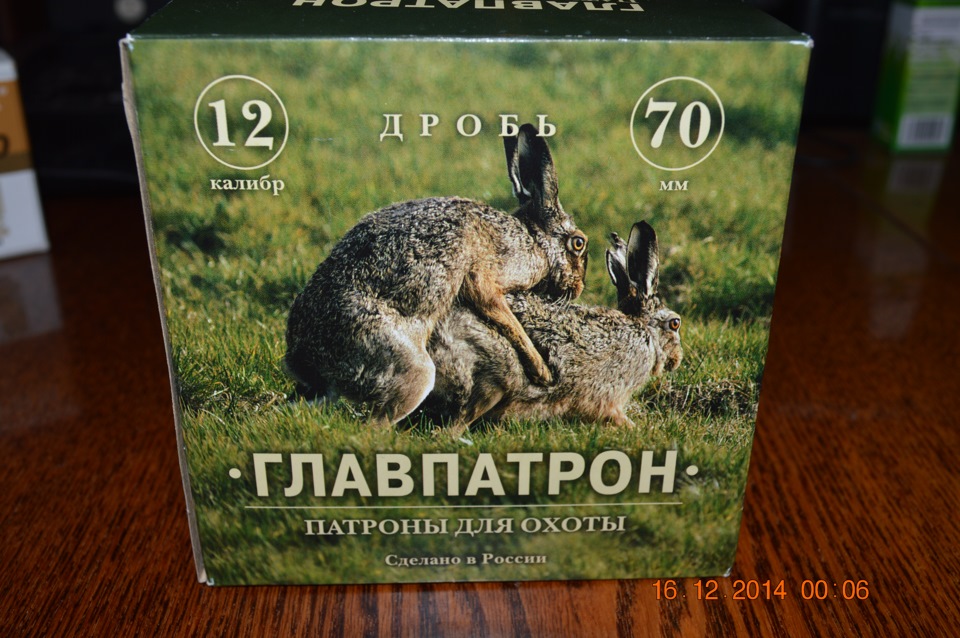 ГЛАВПАТРОН
12
калибр
ДРОБЬ
70
мм
·ГЛАВПАТРОН·
ПАТРОНЫ ДЛЯ ОХОТЫ
Сделано в России
16.12.2014 00:06